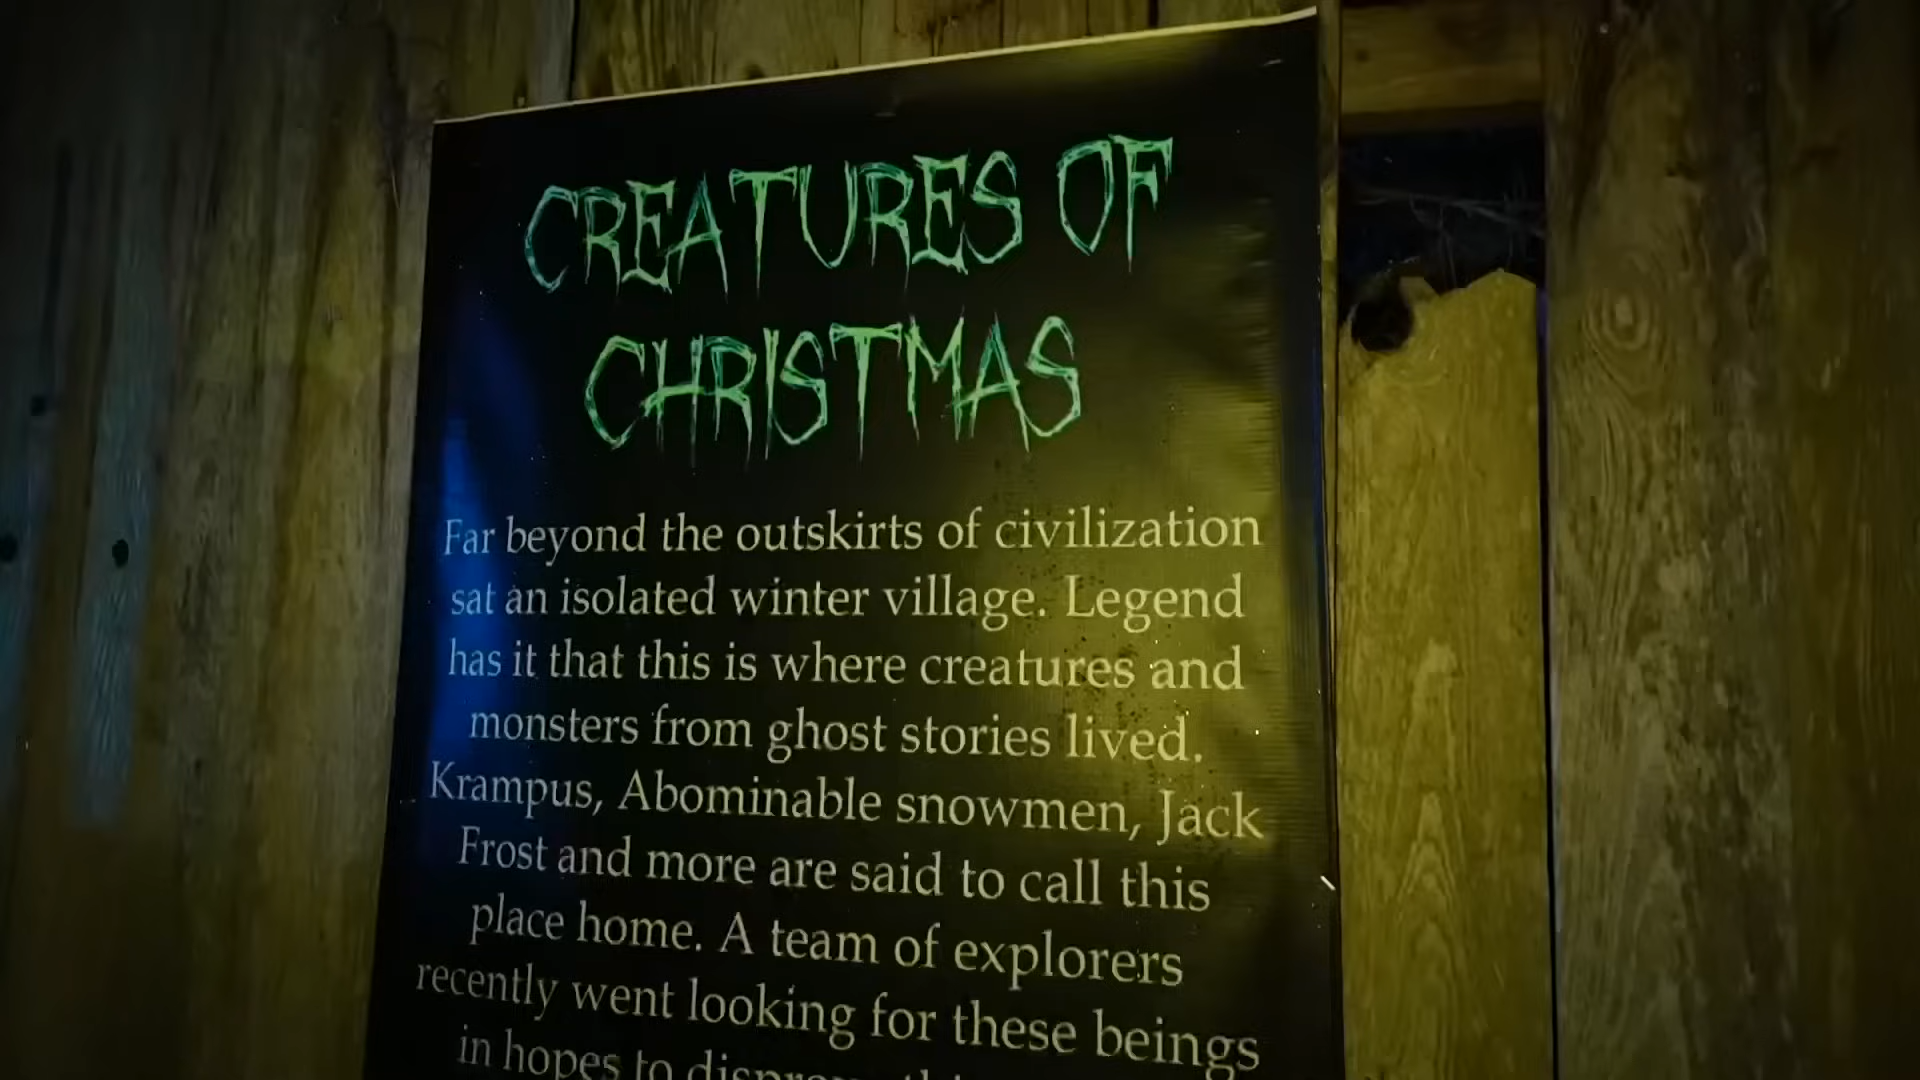 CREATURES OF
CHRISTMAS
Far beyond the outskirts of civilization
sat an isolated winter village. Legend
has it that this is where creatures and
monsters from ghost stories lived.
Krampus, Abominable snowmen, Jack
Frost and more are said to call this
place home. A team of explorers
recently went looking for these beings
in hopes to